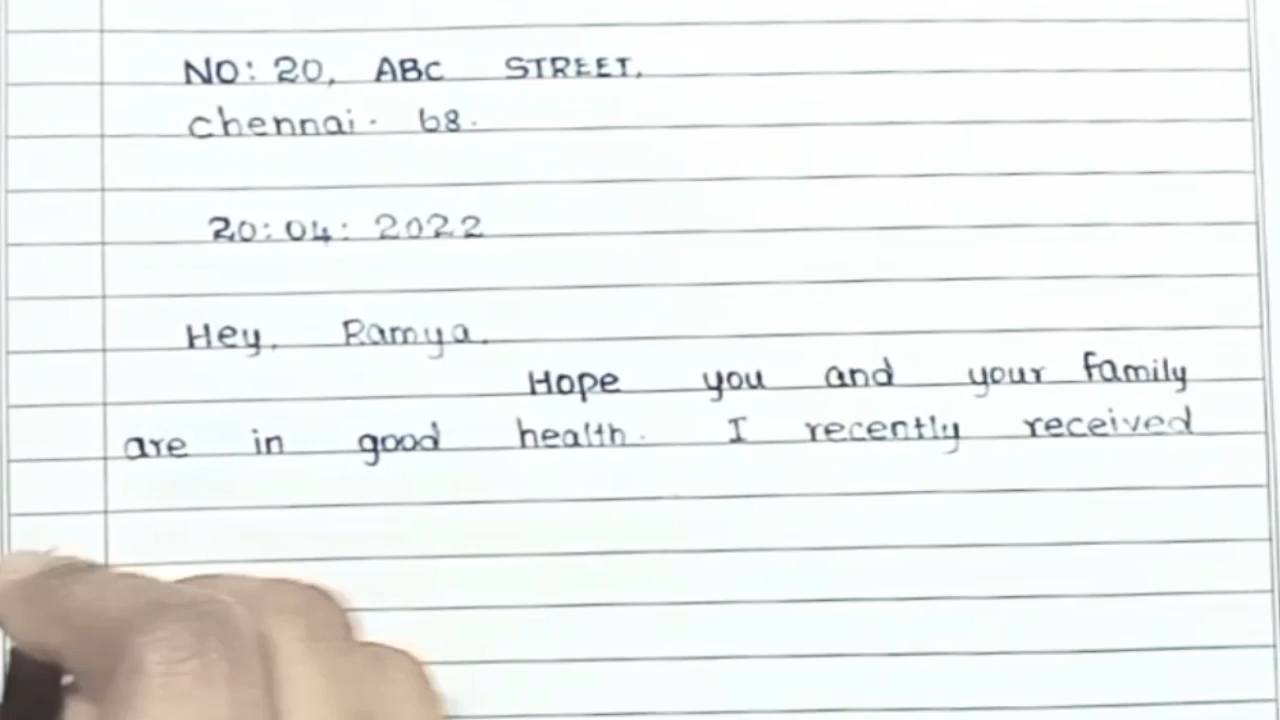 NO: 20, ABC STREET,
Chennai. 68.
20:04: 2022
Hey, Ramya,
Hope you and your family
are in good health. I recently received